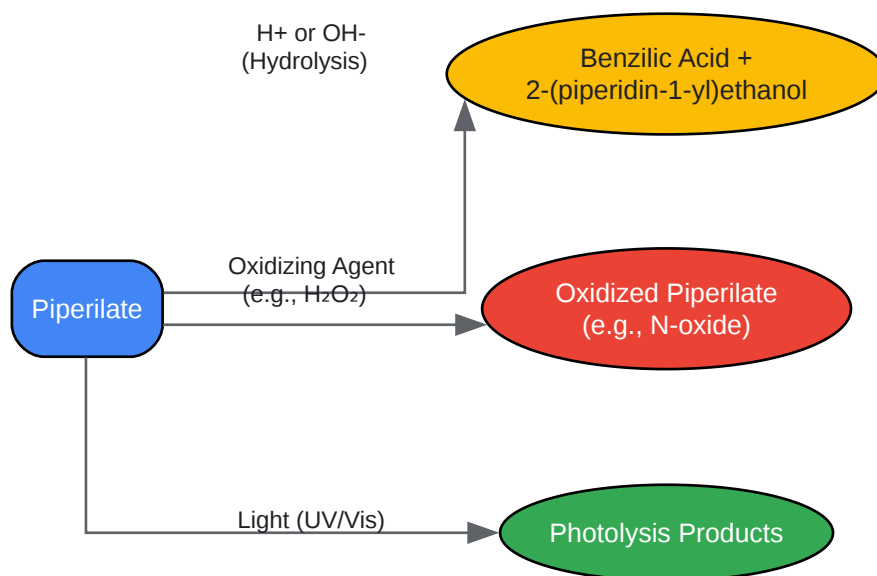 H+ or OH-
(Hydrolysis)
Benzilic Acid +
2-(piperidin-1-yl)ethanol
Oxidizing Agent
(e.g., H₂O₂)
Piperilate
Oxidized Piperilate
(e.g., N-oxide)
Light (UV/Vis)
Photolysis Products